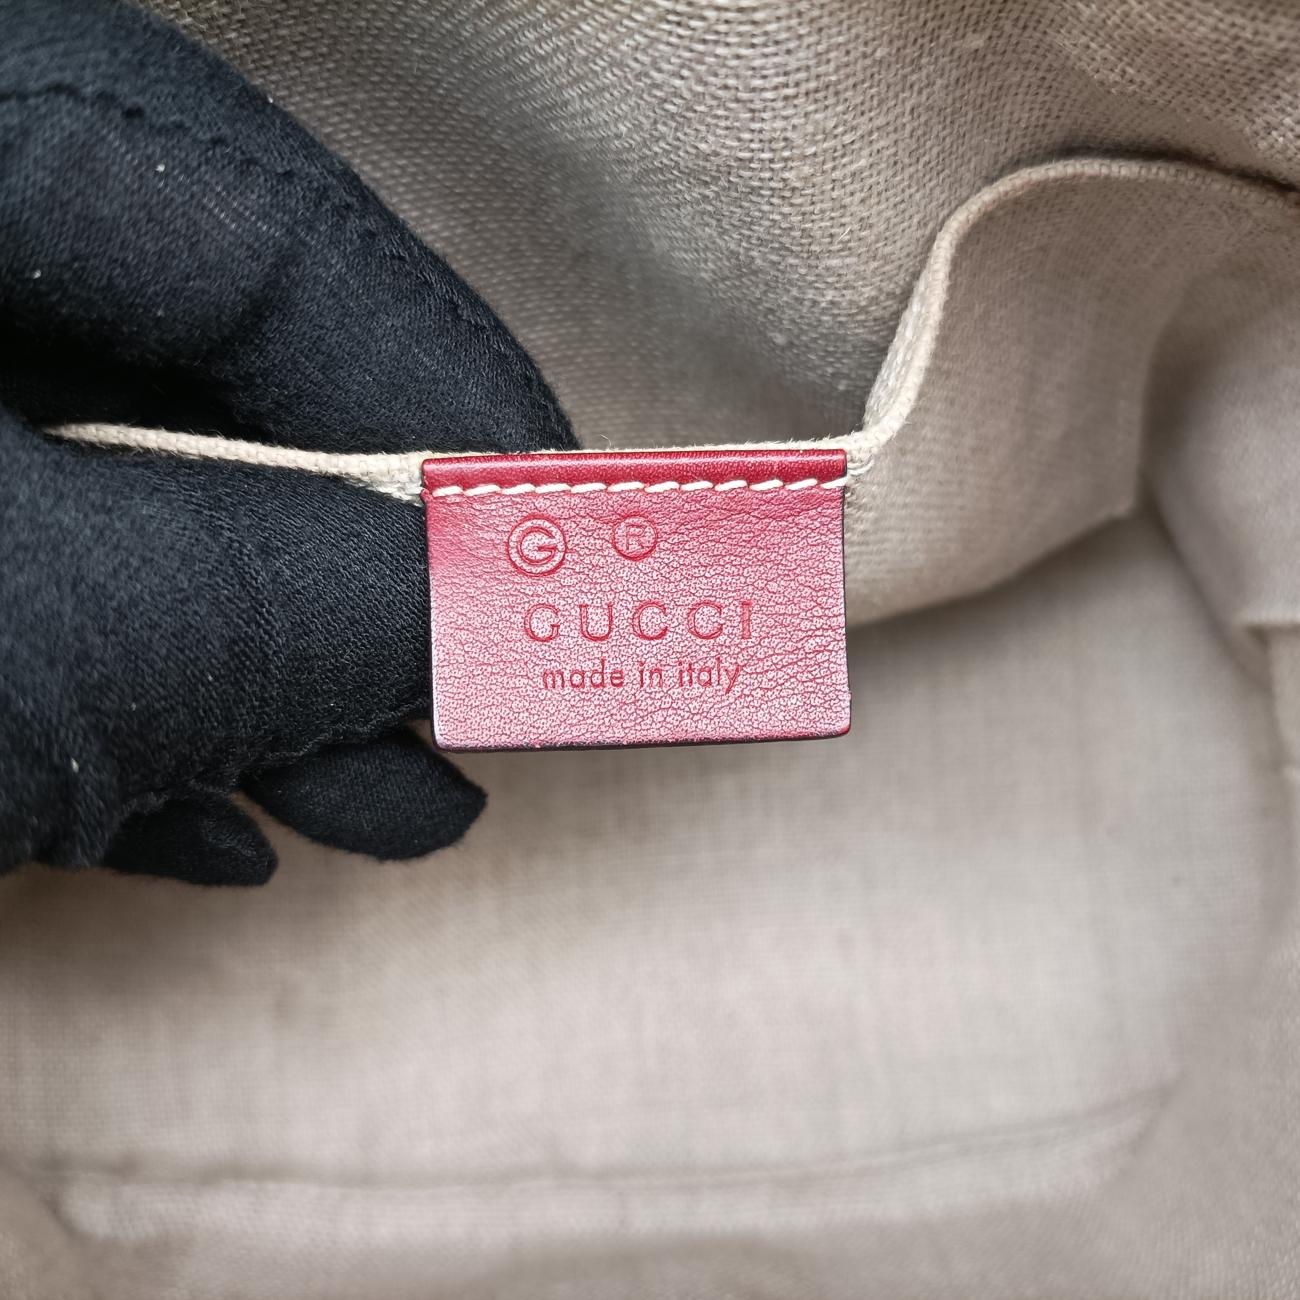 Ⓖ ®
GUCCI
made in italy